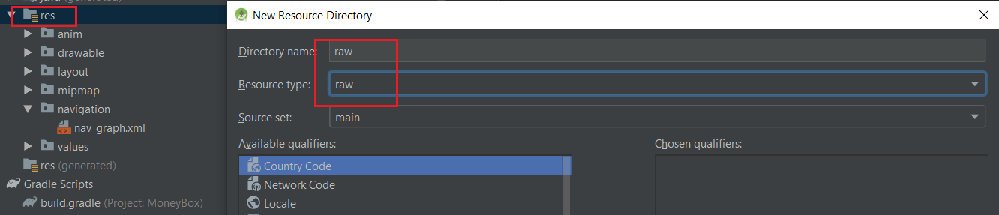 java (generated)
res
anim
drawable
layout
mipmap
navigation
nav_graph.xml
values
res (generated)
Gradle Scripts
build.gradle (Project: MoneyBox)
New Resource Directory
Directory name: raw
Resource type: raw
Source set: main
Available qualifiers:
Chosen qualifiers:
Country Code
Network Code
Locale